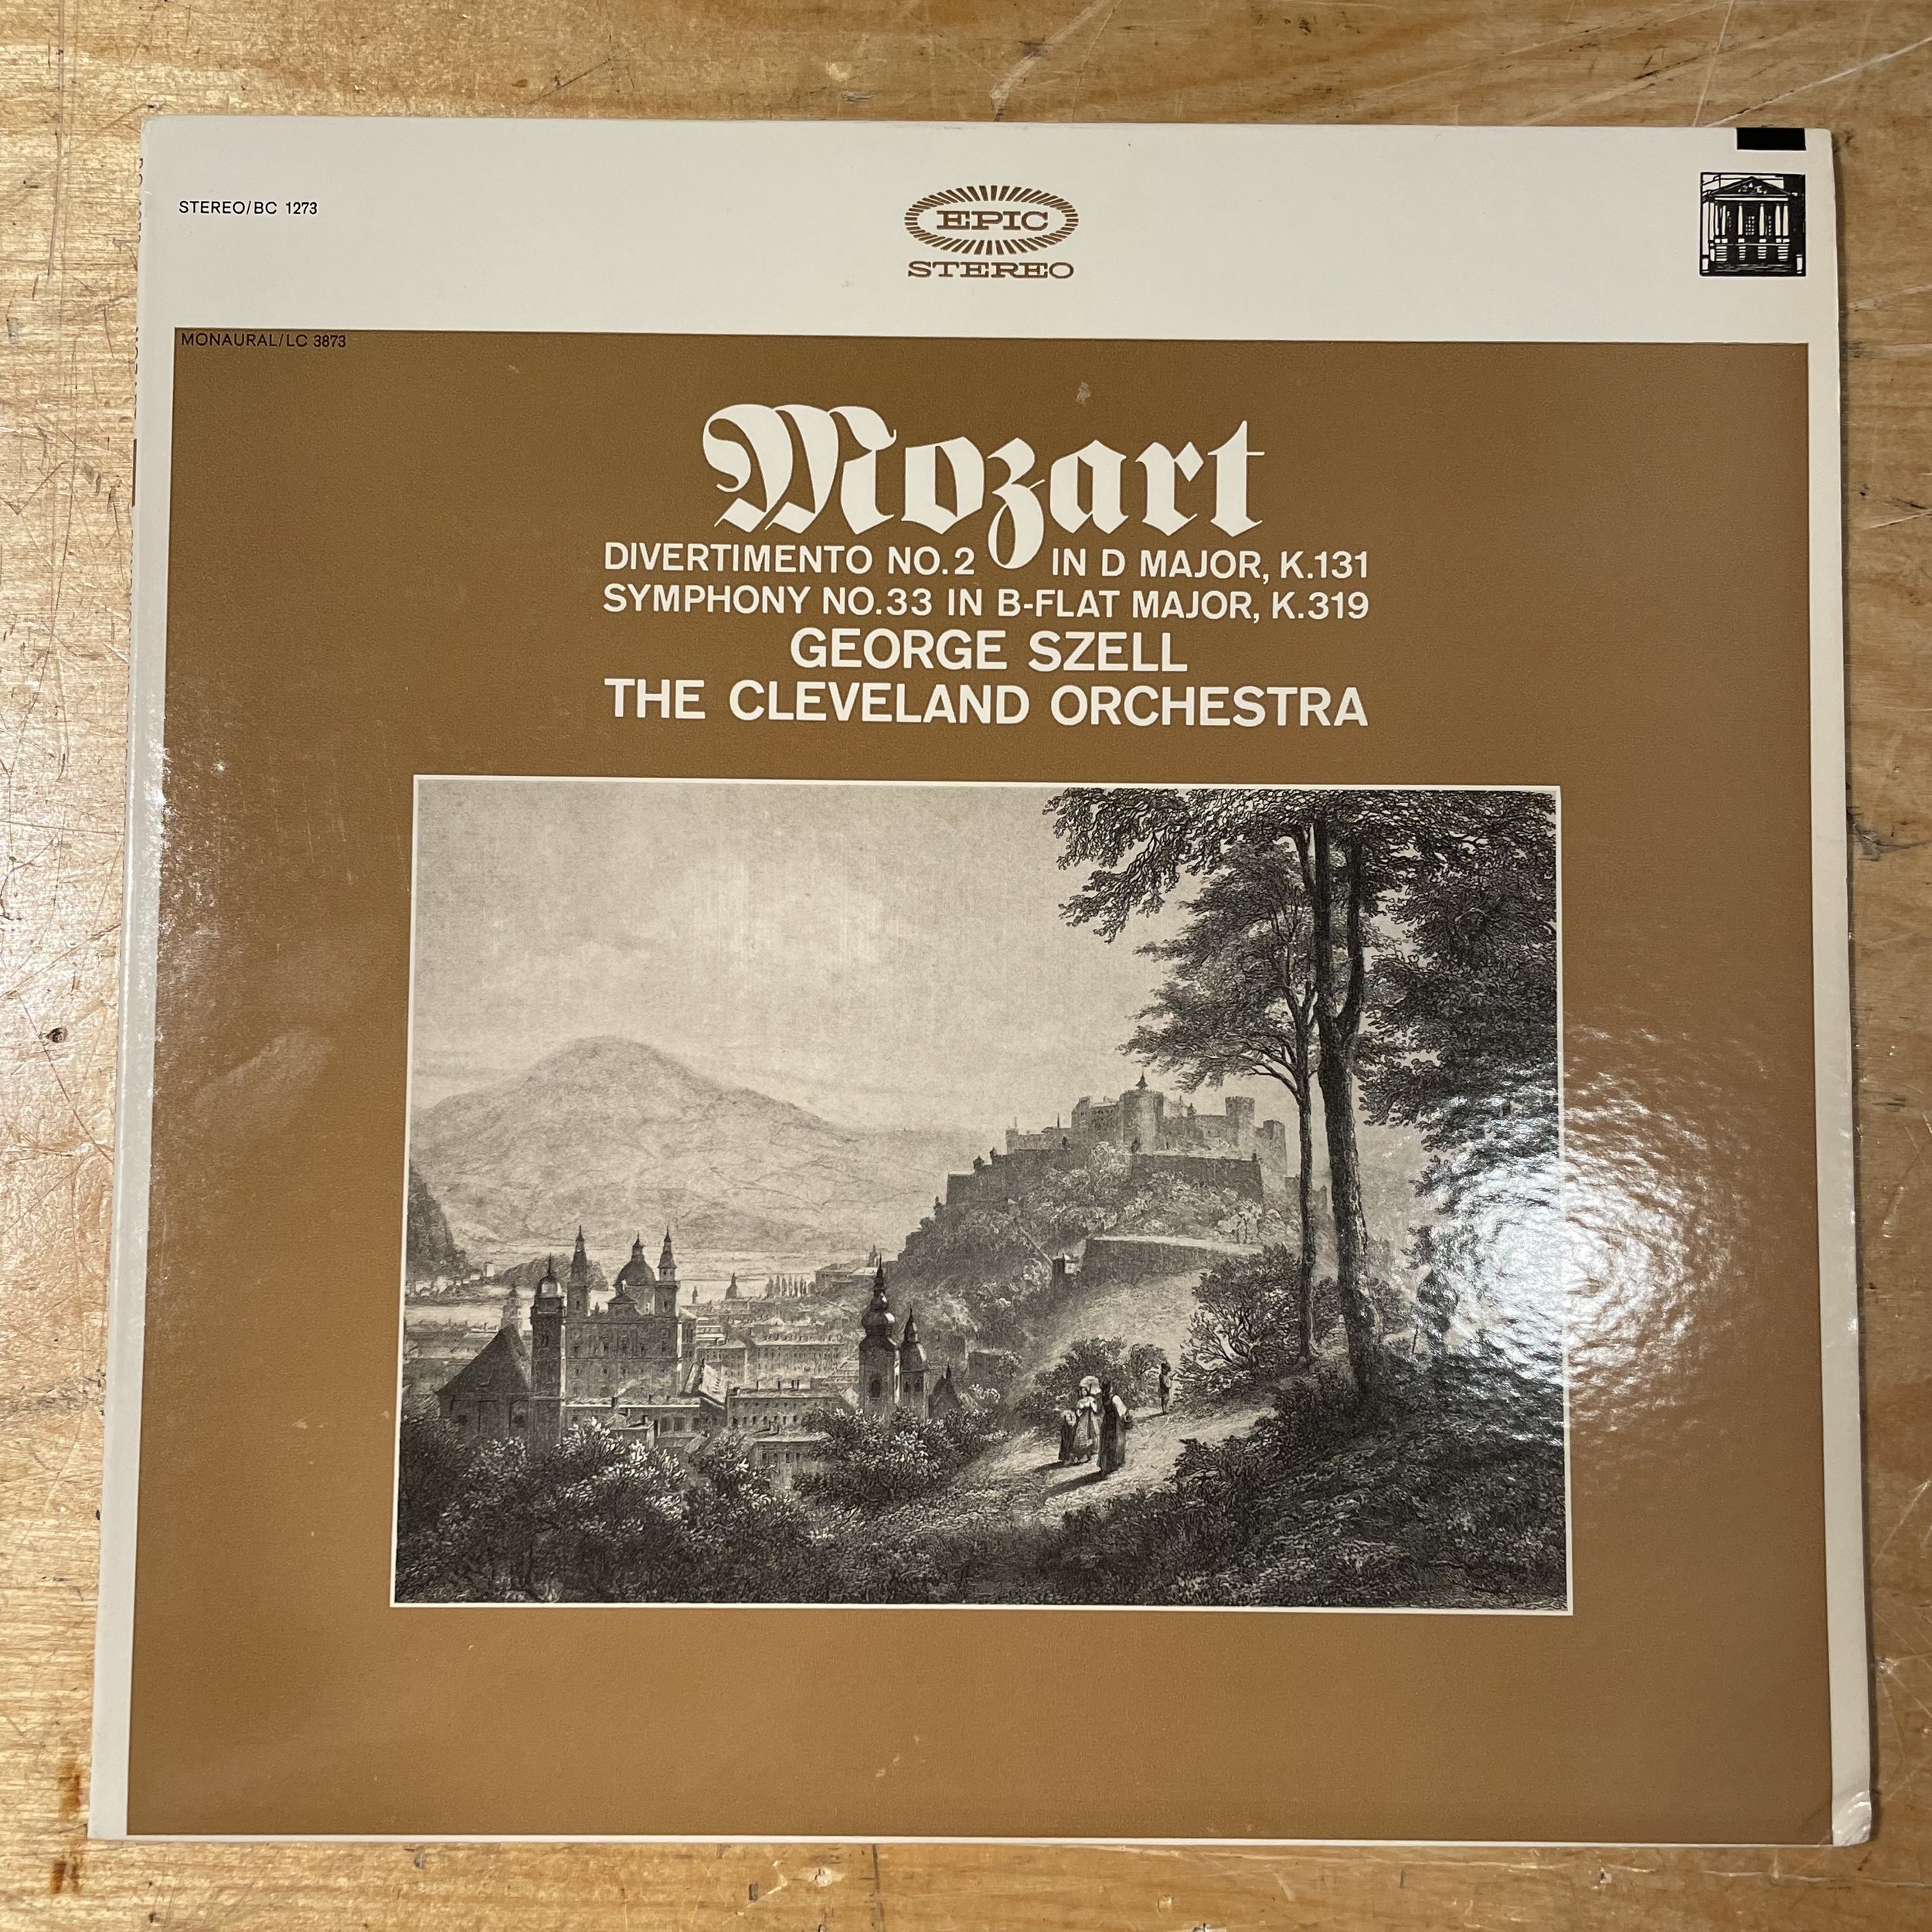 STEREO/BC 1273
EPIC
STEREO
MONAURAL/LC 3873
Mozart
DIVERTIMENTO NO.2 IN D MAJOR, K.131
SYMPHONY NO.33 IN B-FLAT MAJOR, K.319
GEORGE SZELL
THE CLEVELAND ORCHESTRA